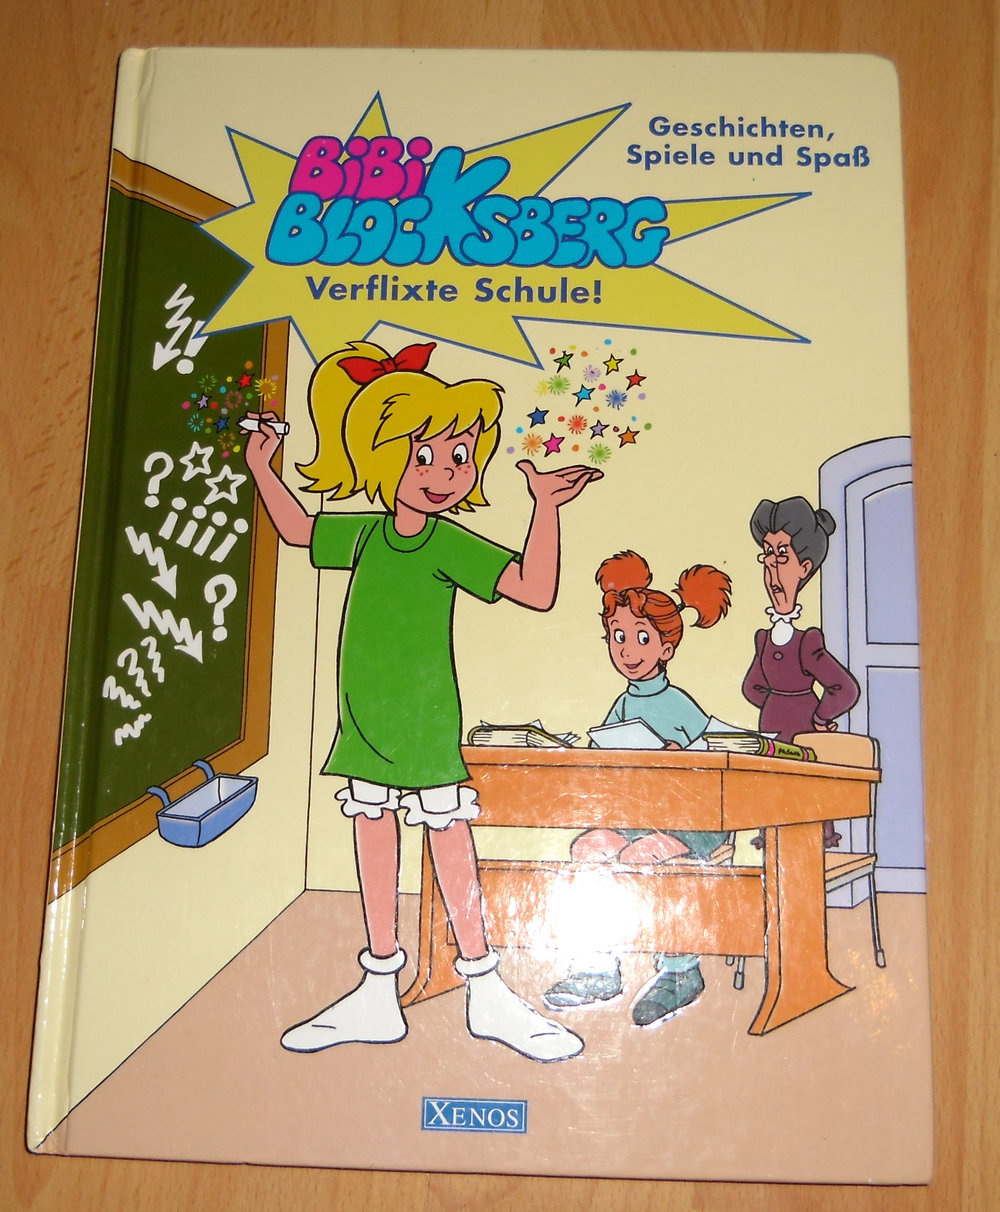 Geschichten,
Spiele und Spaß
BiBi
BLOCKSBERG
Verflixte Schule!
XENOS